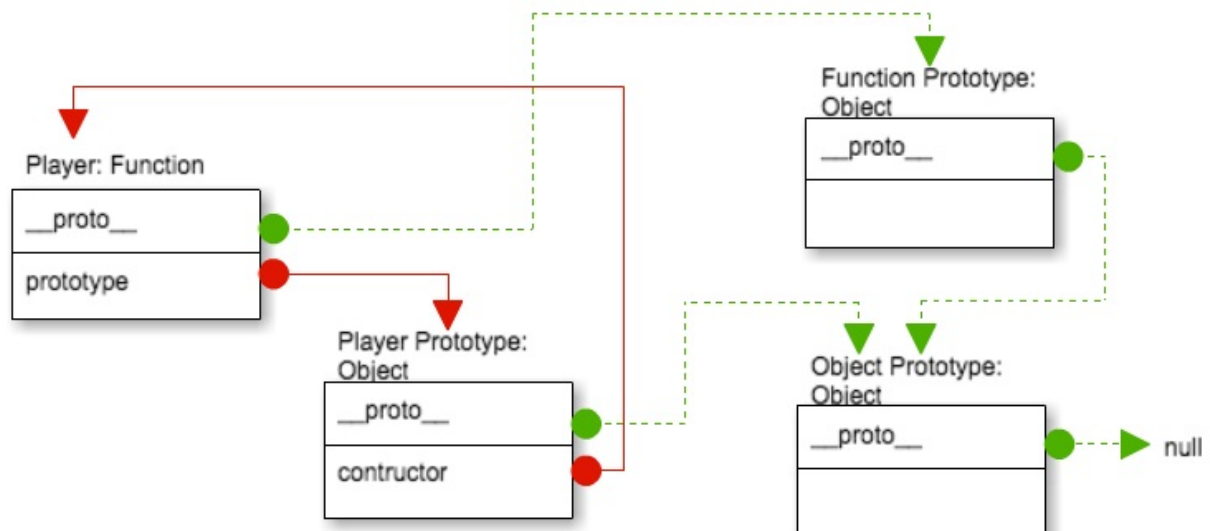 Function Prototype:
Object
__proto__
Player: Function
__proto__
prototype
Player Prototype:
Object
__proto__
contructor
Object Prototype:
Object
__proto__
null